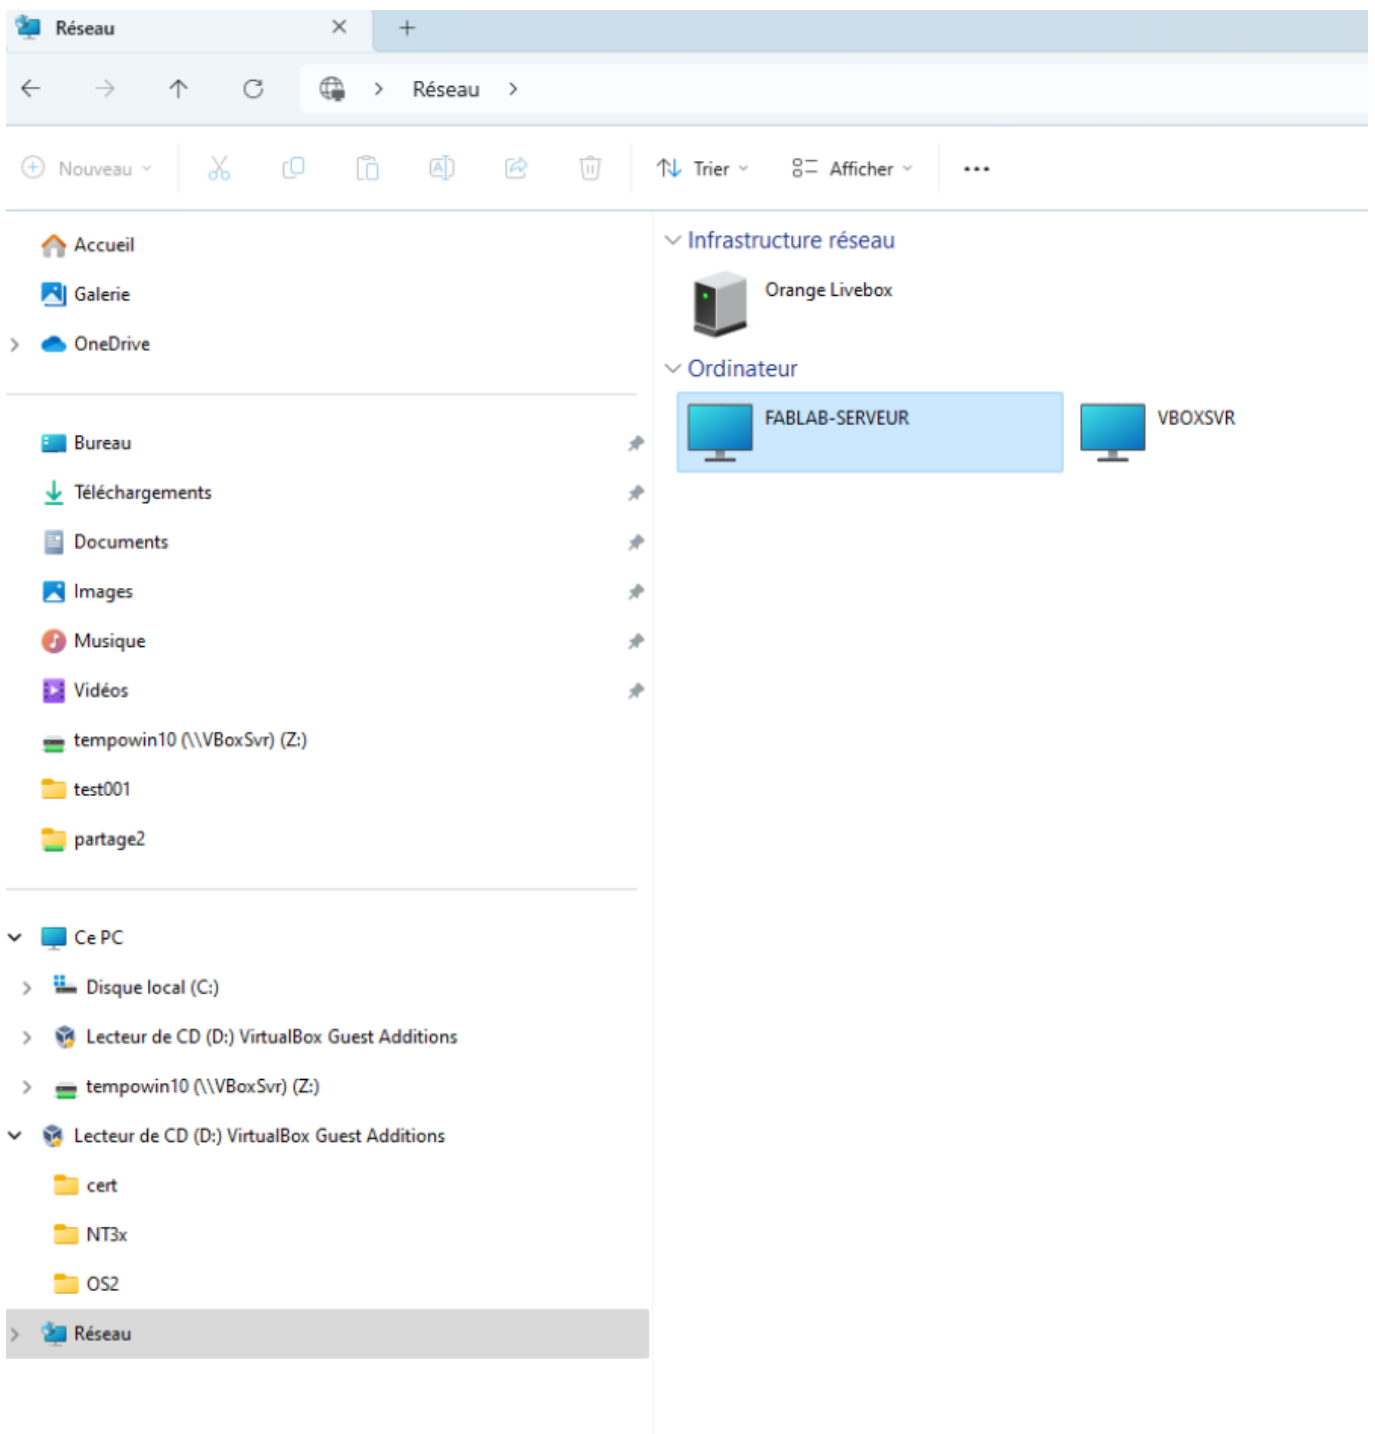 Réseau
Réseau
Nouveau
Trier
Afficher
Accueil
Galerie
OneDrive
Bureau
Téléchargements
Documents
Images
Musique
Vidéos
tempowin10 (\\VBoxSvr) (Z:)
test001
partage2
Ce PC
Disque local (C:)
Lecteur de CD (D:) VirtualBox Guest Additions
tempowin10 (\\VBoxSvr) (Z:)
Lecteur de CD (D:) VirtualBox Guest Additions
cert
NT3x
OS2
Réseau
Infrastructure réseau
Orange Livebox
Ordinateur
FABLAB-SERVEUR
VBOXSVR